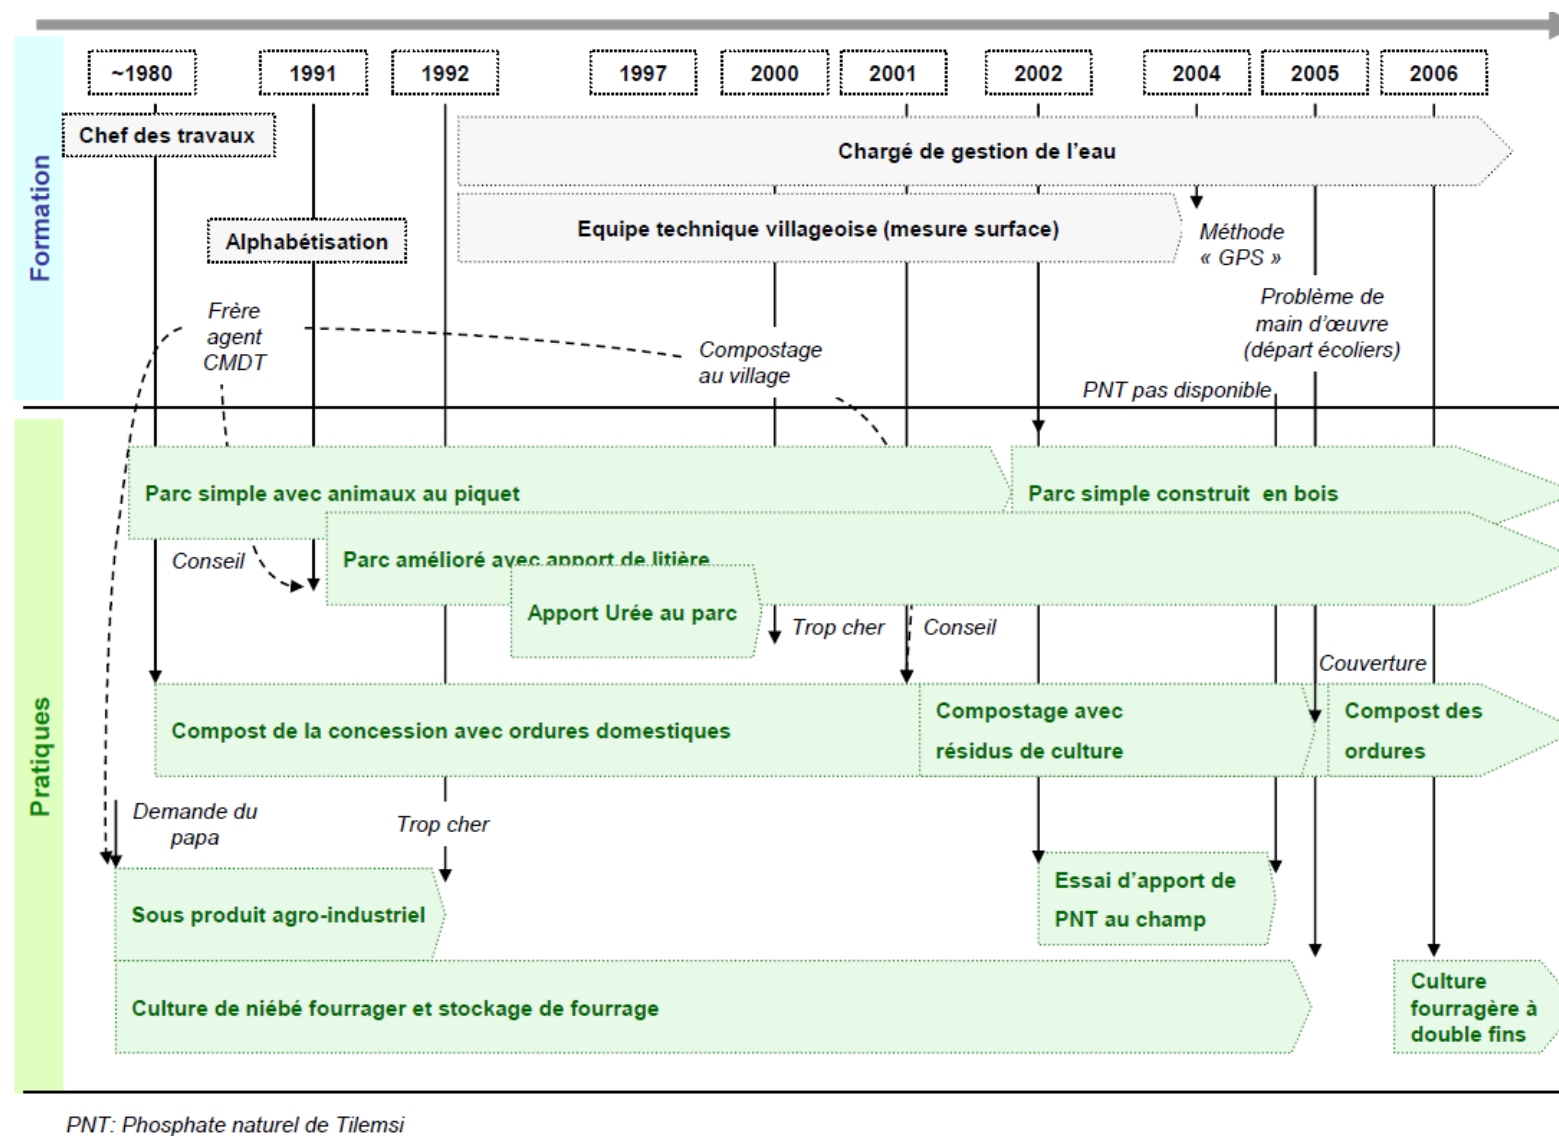 ~1980
1991
1992
1997
2000
2001
2002
2004
2005
2006
Formation
Chef des travaux
Chargé de gestion de l'eau
Alphabétisation
Equipe technique villageoise (mesure surface)
Méthode
« GPS »
Frère
agent
CMDT
Compostage
au village
Problème de
main d'œuvre
(départ écoliers)
PNT pas disponible
Pratiques
Parc simple avec animaux au piquet
Parc simple construit en bois
Conseil
Parc amélioré avec apport de litière
Apport Urée au parc
Trop cher
Conseil
Couverture
Compost de la concession avec ordures domestiques
Compostage avec
résidus de culture
Compost des
ordures
Demande du
papa
Trop cher
Sous produit agro-industriel
Essai d'apport de
PNT au champ
Culture de niébé fourrager et stockage de fourrage
Culture
fourragère à
double fins
PNT: Phosphate naturel de Tilemsi